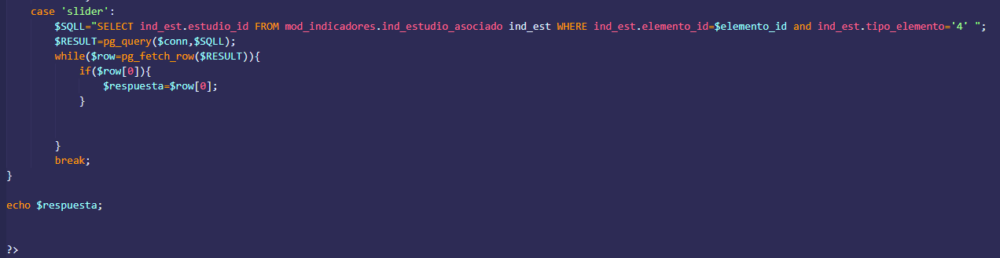 case 'slider':
$SQLL="SELECT ind_est.estudio_id FROM mod_indicadores.ind_estudio_asociado ind_est WHERE ind_est.elemento_id=$elemento_id and ind_est.tipo_elemento='4' ";
$RESULT=pg_query($conn,$SQLL);
while($row=pg_fetch_row($RESULT)){
if($row[0]){
$respuesta=$row[0];
}
}
break;
}
echo $respuesta;
?>